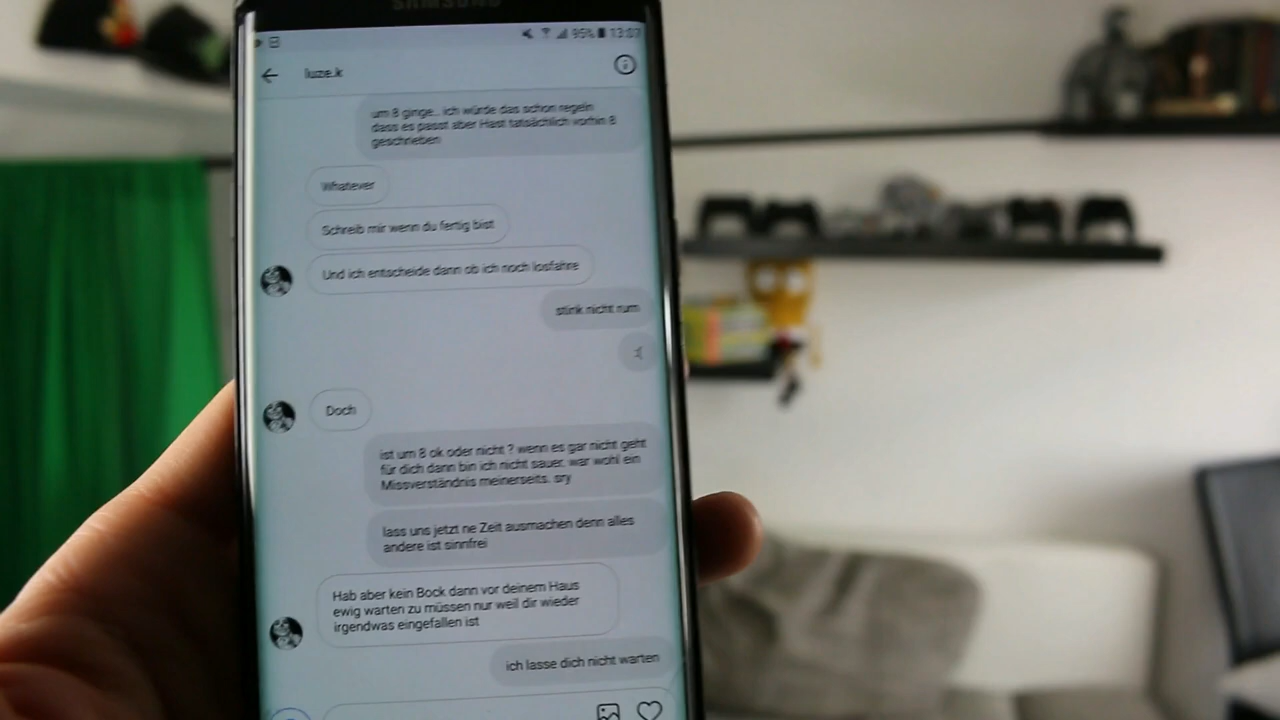 SAMSUNG
95% 13:03
luze.k
um 8 ginge.. ich würde das schon regeln
dass es passt aber Hast tatsächlich vorhin 8
geschrieben
Whatever
Schreib mir wenn du fertig bist
Und ich entscheide dann ob ich noch losfahre
stink nicht rum
:(
Doch
ist um 8 ok oder nicht ? wenn es gar nicht geht
für dich dann bin ich nicht sauer. war wohl ein
Missverständnis meinerseits. sry
lass uns jetzt ne Zeit ausmachen denn alles
andere ist sinnfrei
Hab aber kein Bock dann vor deinem Haus
ewig warten zu müssen nur weil dir wieder
irgendwas eingefallen ist
ich lasse dich nicht warten